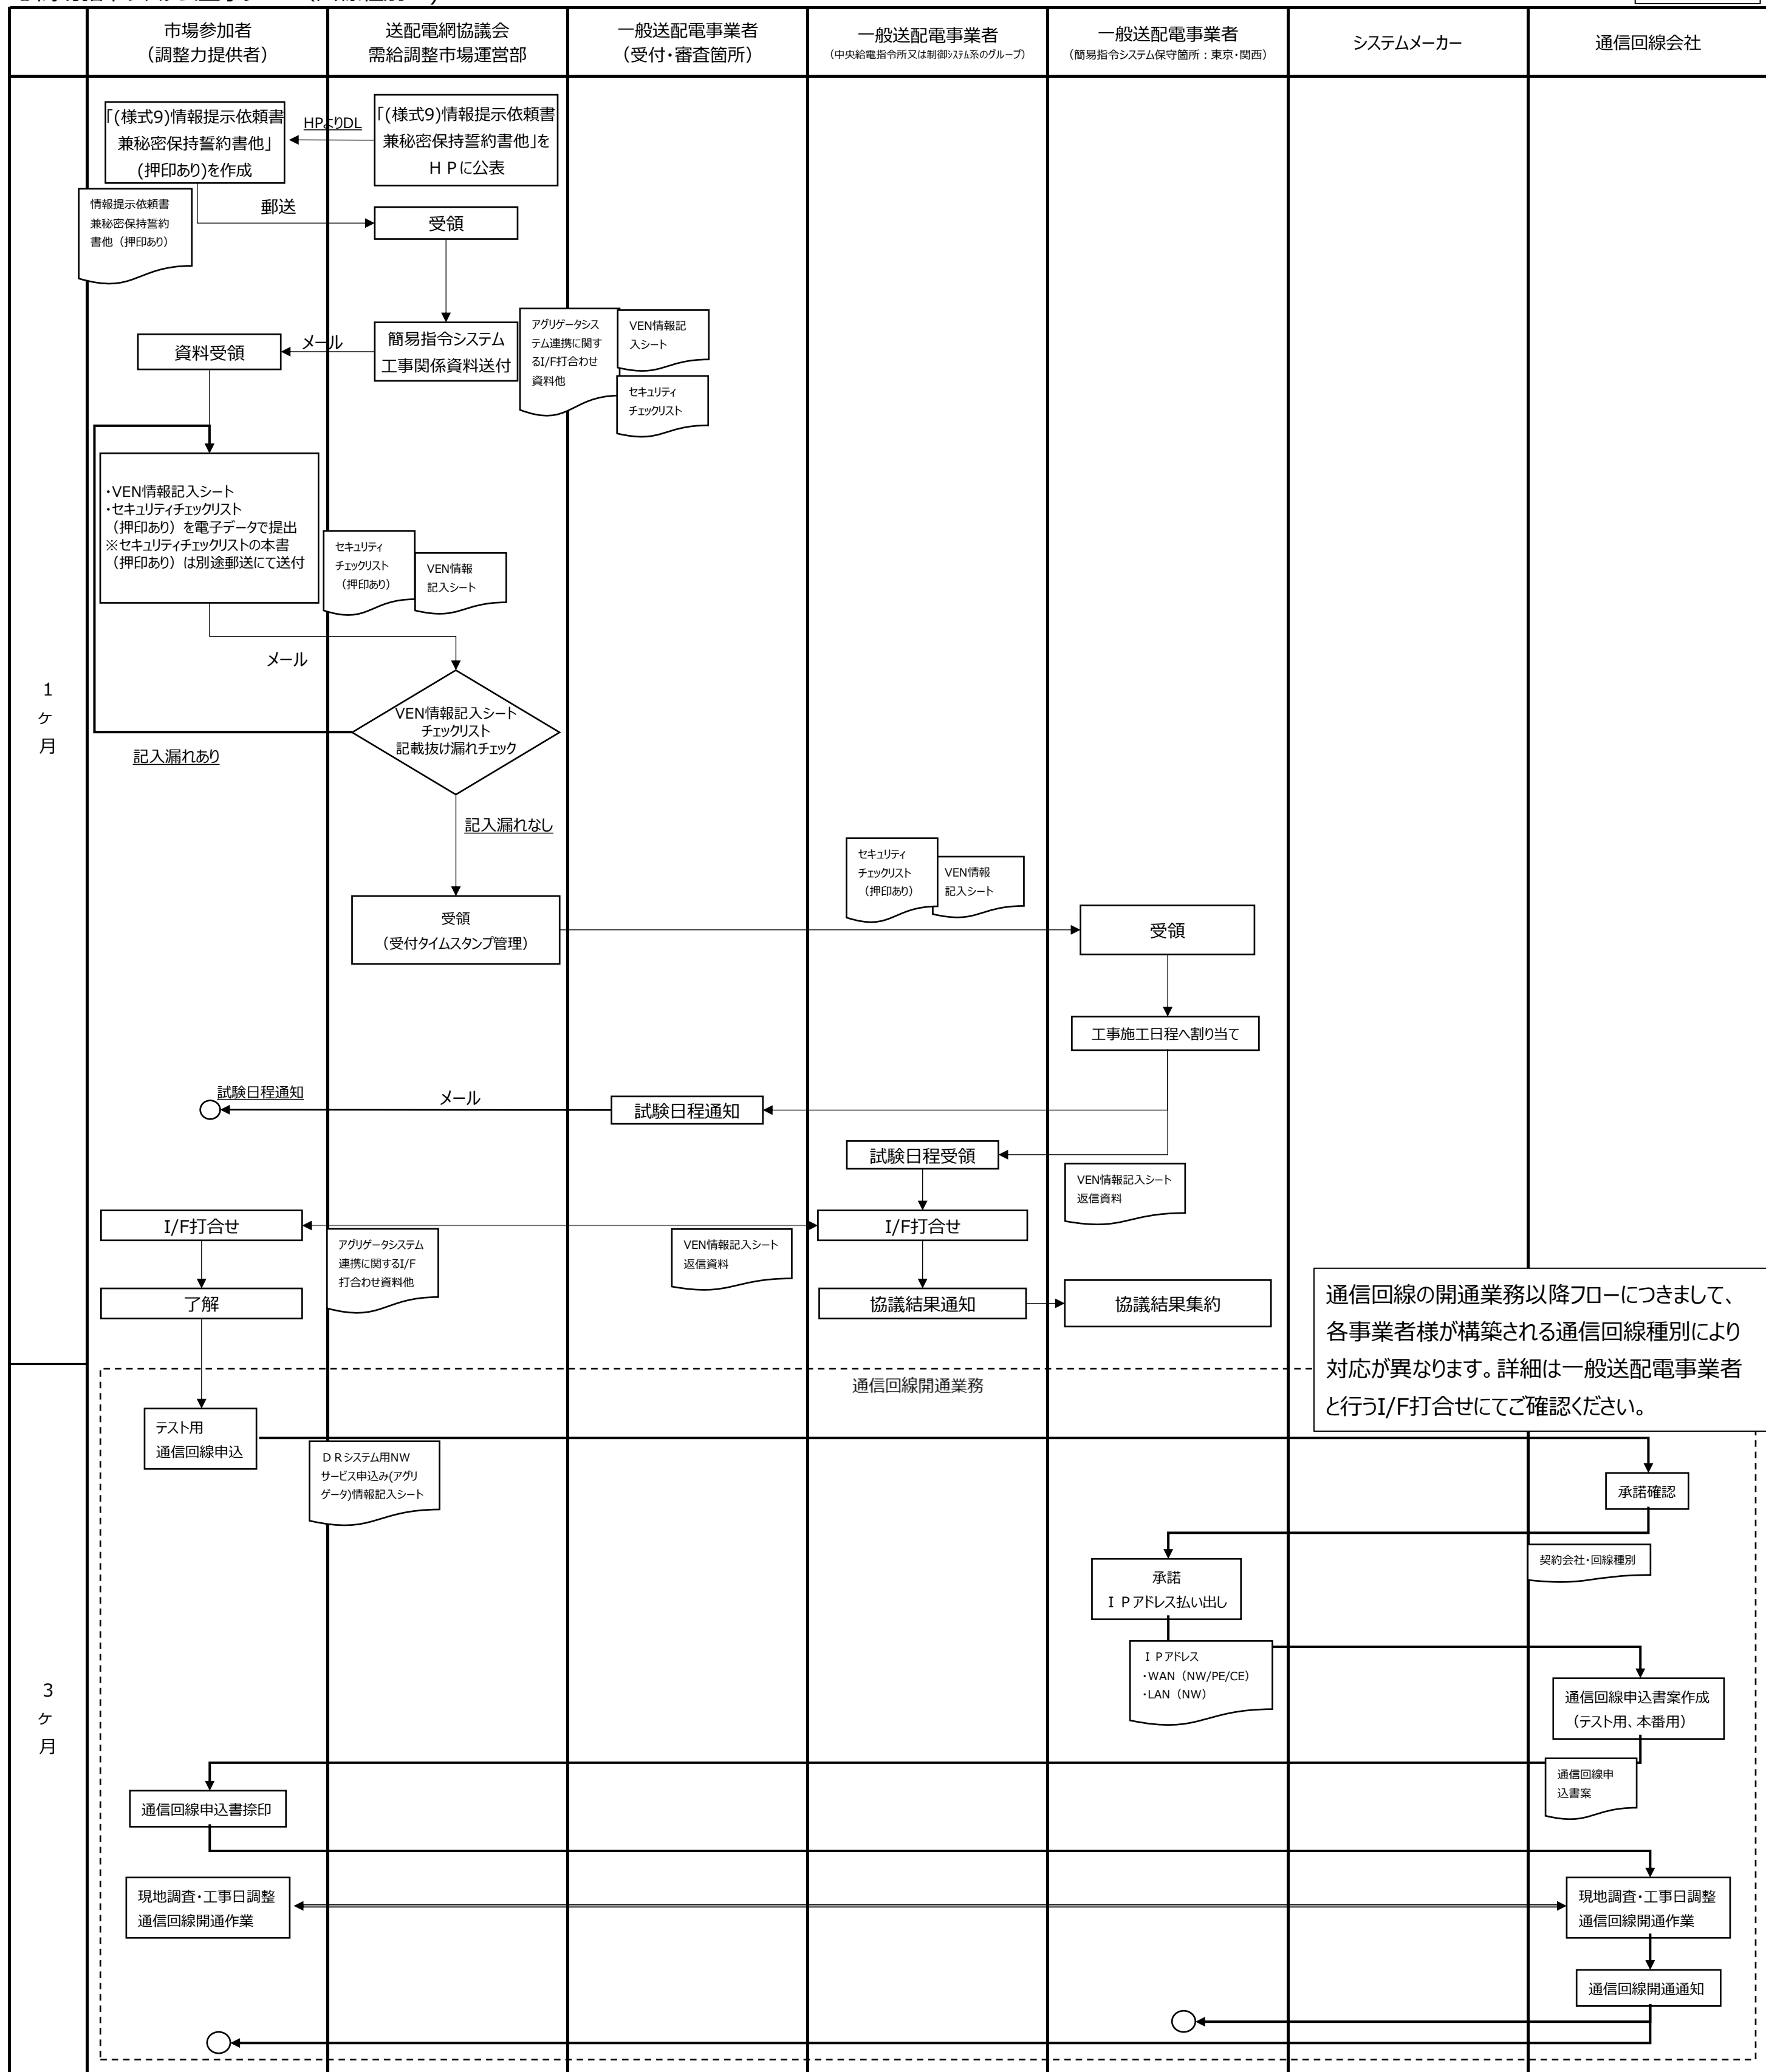 市場参加者
（調整力提供者）
送配電網協議会
需給調整市場運営部
一般送配電事業者
（受付・審査箇所）
一般送配電事業者
（中央給電指令所又は制御システム系のグループ）
一般送配電事業者
（簡易指令システム保守箇所：東京・関西）
システムメーカー
通信回線会社
「(様式9)情報提示依頼書
兼秘密保持誓約書他」
(押印あり)を作成
HPよりDL
「(様式9)情報提示依頼書
兼秘密保持誓約書他」を
ＨＰに公表
情報提示依頼書
兼秘密保持誓約
書他（押印あり）
郵送
受領
資料受領
メール
簡易指令システム
工事関係資料送付
アグリゲータシス
テム連携に関す
るI/F打合わせ
資料他
VEN情報記
入シート
セキュリティ
チェックリスト
・VEN情報記入シート
・セキュリティチェックリスト
（押印あり）を電子データで提出
※セキュリティチェックリストの本書
（押印あり）は別途郵送にて送付
セキュリティ
チェックリスト
（押印あり）
VEN情報
記入シート
メール
1
ヶ
月
VEN情報記入シート
チェックリスト
記載抜け漏れチェック
記入漏れあり
記入漏れなし
セキュリティ
チェックリスト
（押印あり）
VEN情報
記入シート
受領
（受付タイムスタンプ管理）
受領
工事施工日程へ割り当て
試験日程通知
メール
試験日程通知
試験日程受領
VEN情報記入シート
返信資料
I/F打合せ
アグリゲータシステム
連携に関するI/F
打合わせ資料他
VEN情報記入シート
返信資料
I/F打合せ
了解
協議結果通知
協議結果集約
通信回線の開通業務以降フローにつきまして、
各事業者様が構築される通信回線種別により
対応が異なります。詳細は一般送配電事業者
と行うI/F打合せにてご確認ください。
通信回線開通業務
テスト用
通信回線申込
ＤＲシステム用NW
サービス申込み(アグリ
ゲータ)情報記入シート
承諾確認
契約会社・回線種別
承諾
ＩＰアドレス払い出し
ＩＰアドレス
・WAN（NW/PE/CE）
・LAN（NW）
3
ヶ
月
通信回線申込書案作成
（テスト用、本番用）
通信回線申
込書案
通信回線申込書捺印
現地調査・工事日調整
通信回線開通作業
現地調査・工事日調整
通信回線開通作業
通信回線開通通知